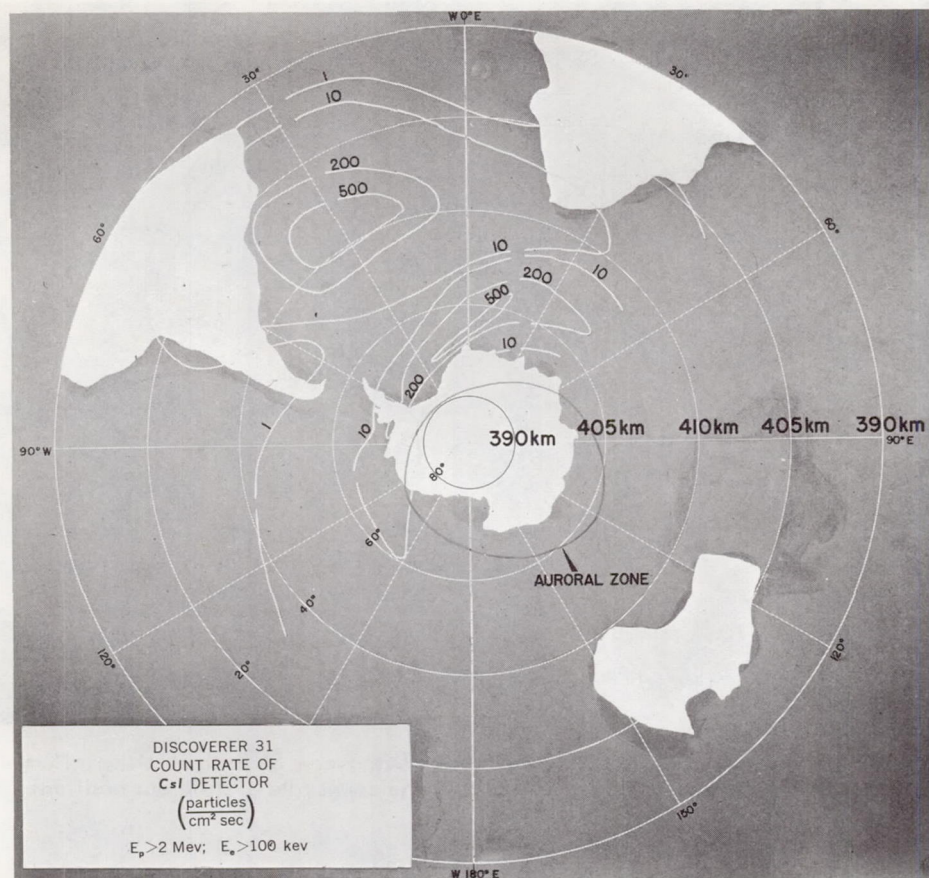 W 0° E
30°
30°
1
10
200
500
60°
60°
10
10
200
500
10
200
1
10
390km 405km 410km 405km 390km
90° W
90° E
80°
60°
AURORAL ZONE
40°
20°
120°
120°
150°
DISCOVERER 31
COUNT RATE OF
CsI DETECTOR
(particles
cm² sec)
Eₚ>2 Mev; Eₑ>100 kev
W 180° E